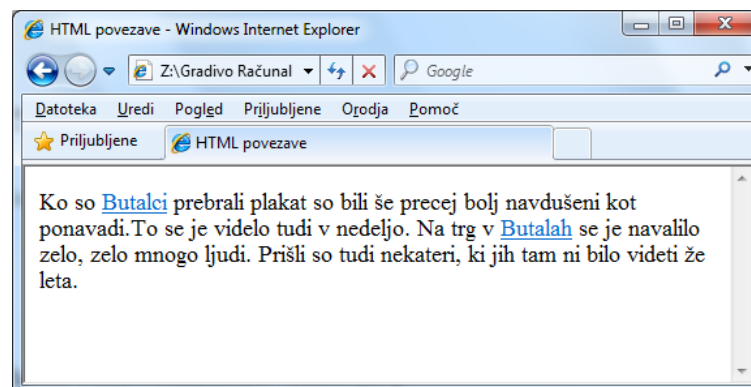 HTML povezave - Windows Internet Explorer
Z:\Gradivo Računal
Google
Datoteka Uredi Pogled Priljubljene Orodja Pomoč
Priljubljene HTML povezave
Ko so Butalci prebrali plakat so bili še precej bolj navdušeni kot
ponavadi.To se je videlo tudi v nedeljo. Na trg v Butalah se je navalilo
zelo, zelo mnogo ljudi. Prišli so tudi nekateri, ki jih tam ni bilo videti že
leta.